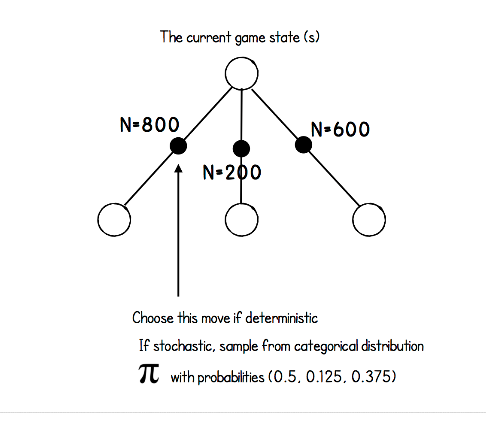 The current game state (s)
N=800
N=600
N=200
Choose this move if deterministic
If stochastic, sample from categorical distribution
π with probabilities (0.5, 0.125, 0.375)